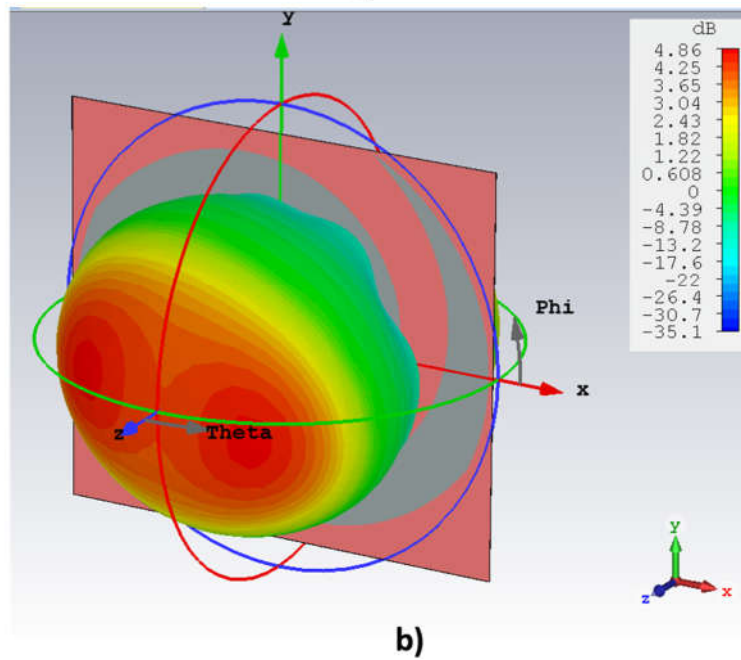 y
dB
4.86
4.25
3.65
3.04
2.43
1.82
1.22
0.608
0
-4.39
-8.78
-13.2
-17.6
-22
-26.4
-30.7
-35.1
Phi
x
z
Theta
y
z
x
b)